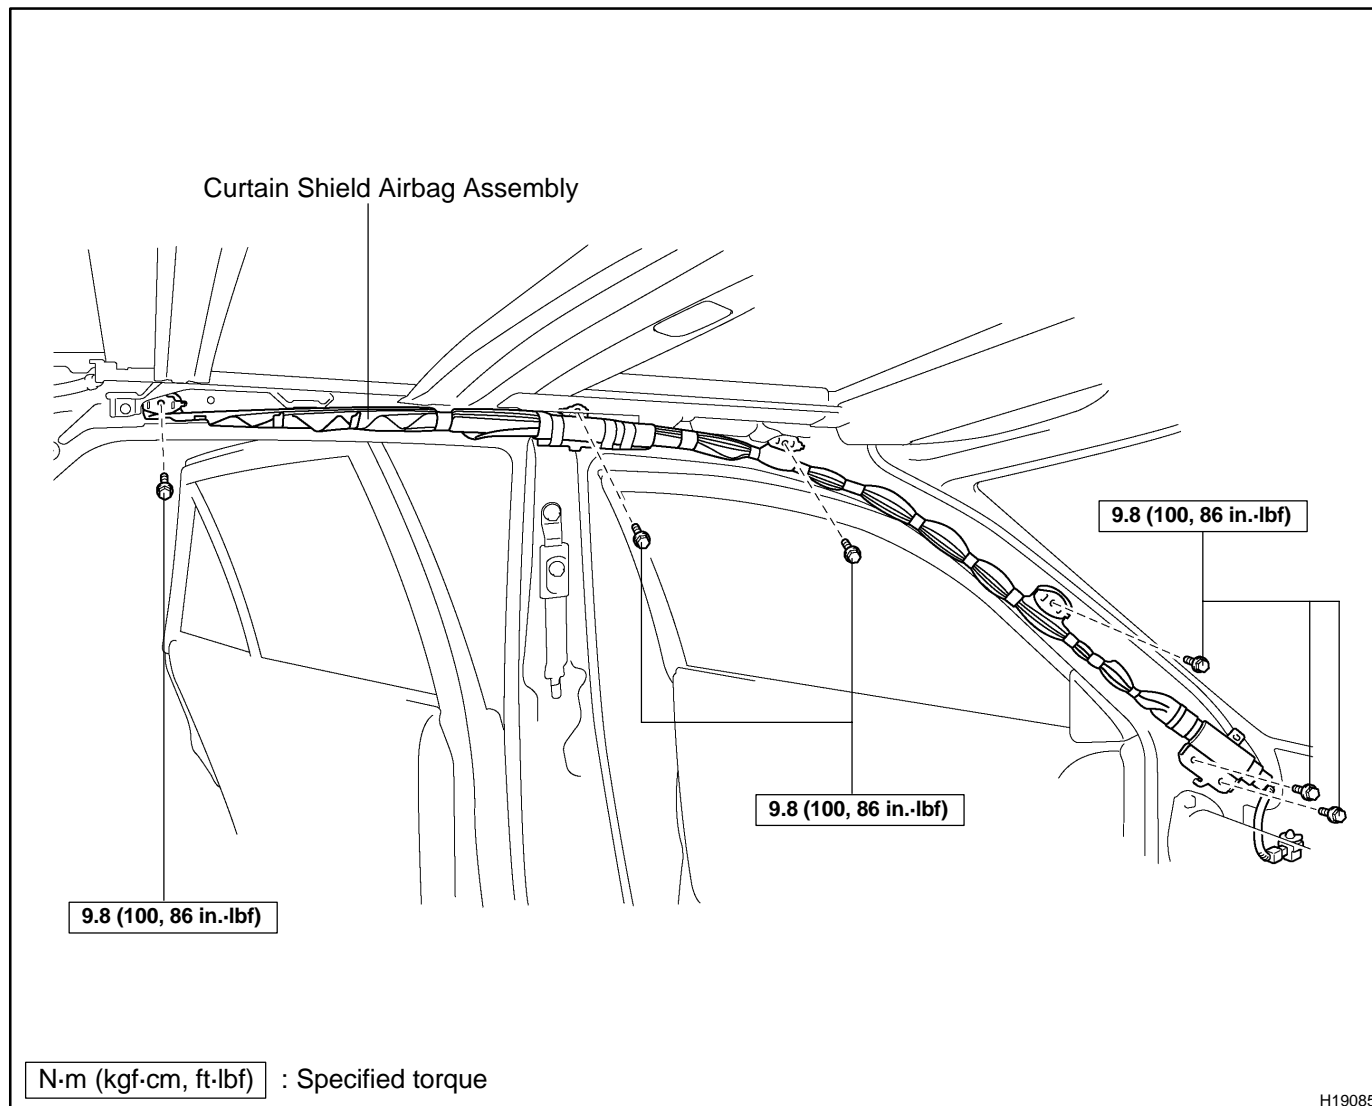 Curtain Shield Airbag Assembly
9.8 (100, 86 in.·lbf)
9.8 (100, 86 in.·lbf)
9.8 (100, 86 in.·lbf)
N·m (kgf·cm, ft·lbf) : Specified torque
H19085